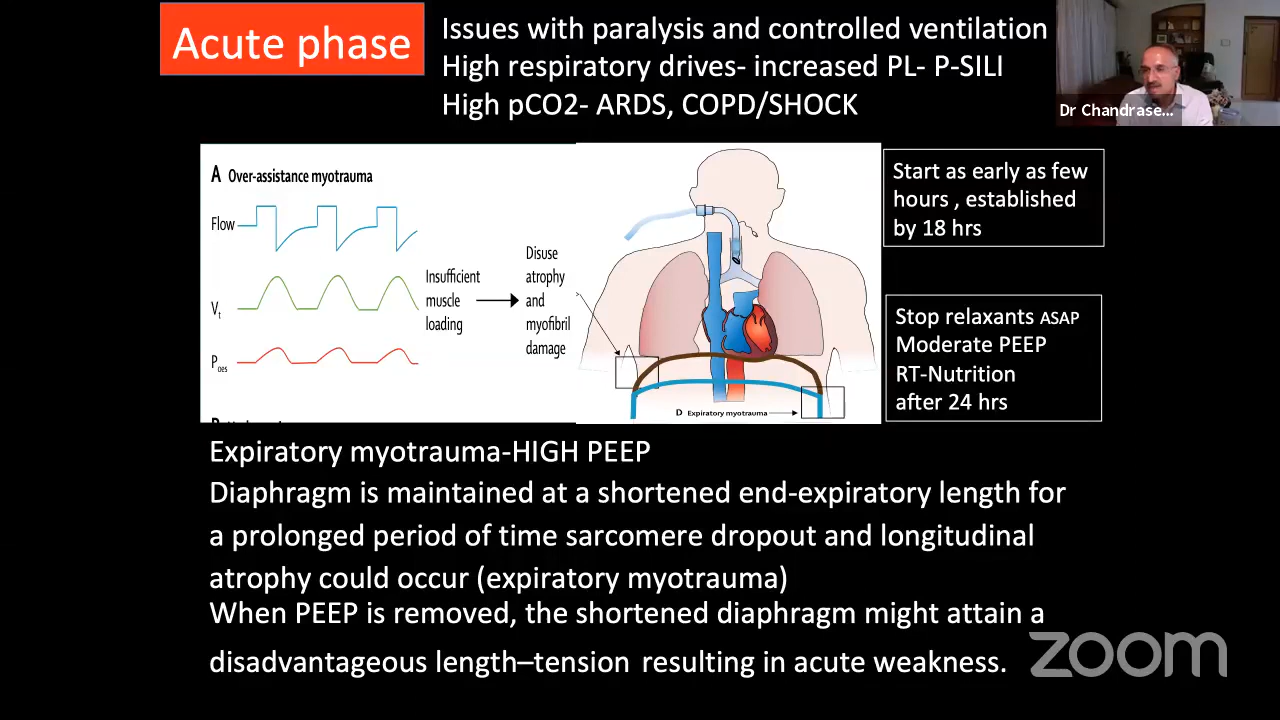 Acute phase
Issues with paralysis and controlled ventilation
High respiratory drives- increased PL- P-SILI
High pCO2- ARDS, COPD/SHOCK
Dr Chandrase...
A Over-assistance myotrauma
Flow
Vt
Poes
Insufficient
muscle
loading
Disuse
atrophy
and
myofibril
damage
D Expiratory myotrauma
Start as early as few
hours , established
by 18 hrs
Stop relaxants ASAP
Moderate PEEP
RT-Nutrition
after 24 hrs
Expiratory myotrauma-HIGH PEEP
Diaphragm is maintained at a shortened end-expiratory length for
a prolonged period of time sarcomere dropout and longitudinal
atrophy could occur (expiratory myotrauma)
When PEEP is removed, the shortened diaphragm might attain a
disadvantageous length–tension resulting in acute weakness.
zoom